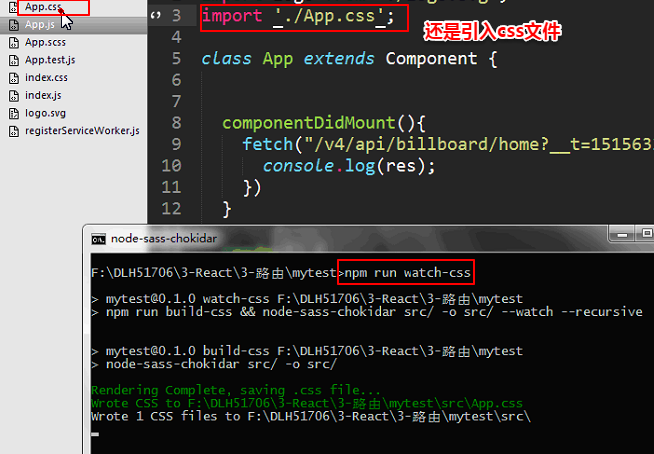 App.css
App.js
App.scss
App.test.js
index.css
index.js
logo.svg
registerServiceWorker.js
3 import './App.css';
还是引入css文件
4
5 class App extends Component {
6
7
8 componentDidMount(){
9 fetch("/v4/api/billboard/home?__t=151563
10 console.log(res);
11 })
12 }
node-sass-chokidar
F:\DLH51706\3-React\3-路由\mytest>npm run watch-css
> mytest@0.1.0 watch-css F:\DLH51706\3-React\3-路由\mytest
> npm run build-css && node-sass-chokidar src/ -o src/ --watch --recursive
> mytest@0.1.0 build-css F:\DLH51706\3-React\3-路由\mytest
> node-sass-chokidar src/ -o src/
Rendering Complete, saving .css file...
Wrote CSS to F:\DLH51706\3-React\3-路由\mytest\src\App.css
Wrote 1 CSS files to F:\DLH51706\3-React\3-路由\mytest\src\